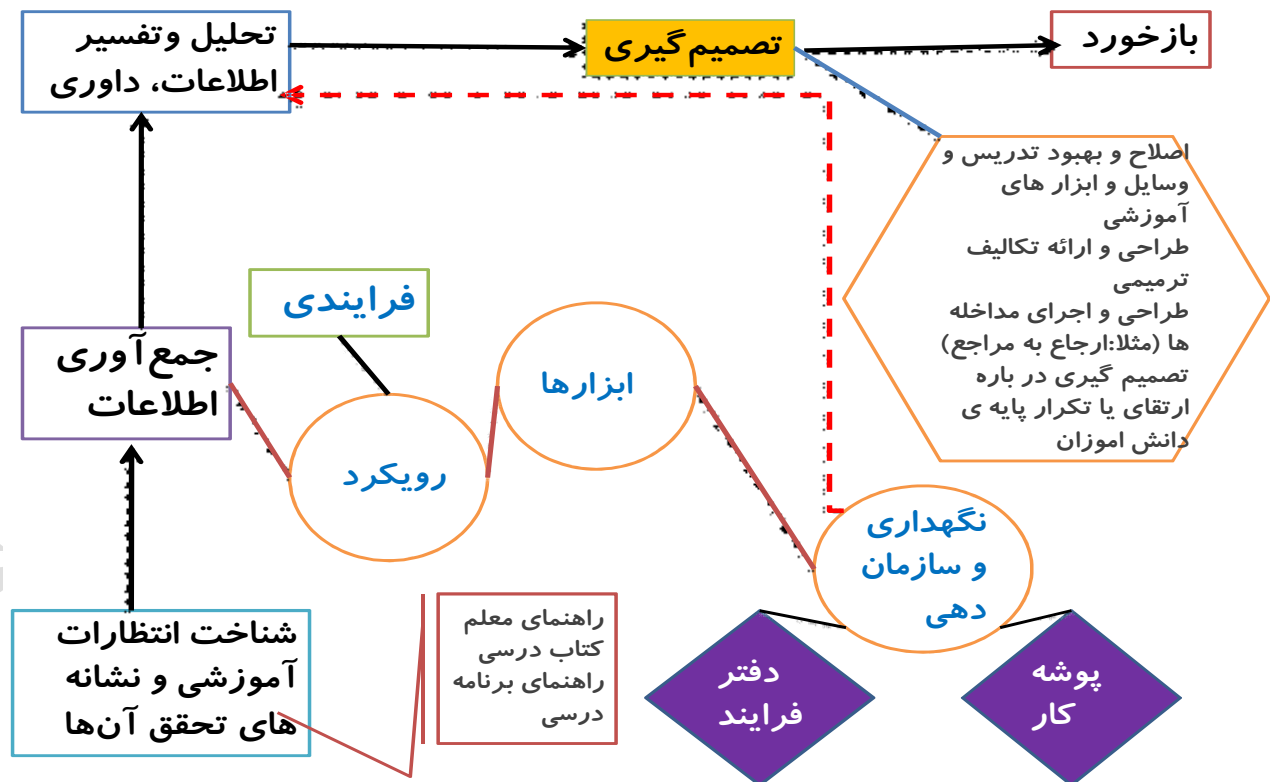 بازخورد
تصمیم‌گیری
تحلیل وتفسیر
اطلاعات، داوری
اصلاح و بهبود تدریس و
وسایل و ابزار های
آموزشی
طراحی و ارائه تکالیف
ترمیمی
طراحی و اجرای مداخله
ها (مثلا:ارجاع به مراجع)
تصمیم گیری در باره
ارتقای یا تکرار پایه ی
دانش اموزان
فرایندی
جمع‌آوری
اطلاعات
ابزارها
رویکرد
نگهداری
و سازمان
دهی
شناخت انتظارات
آموزشی و نشانه
های تحقق آن‌ها
راهنمای معلم
کتاب درسی
راهنمای برنامه
درسی
دفتر
فرایند
پوشه
کار